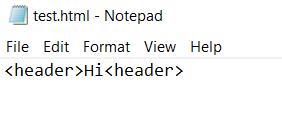 test.html - Notepad
File Edit Format View Help
<header>Hi<header>